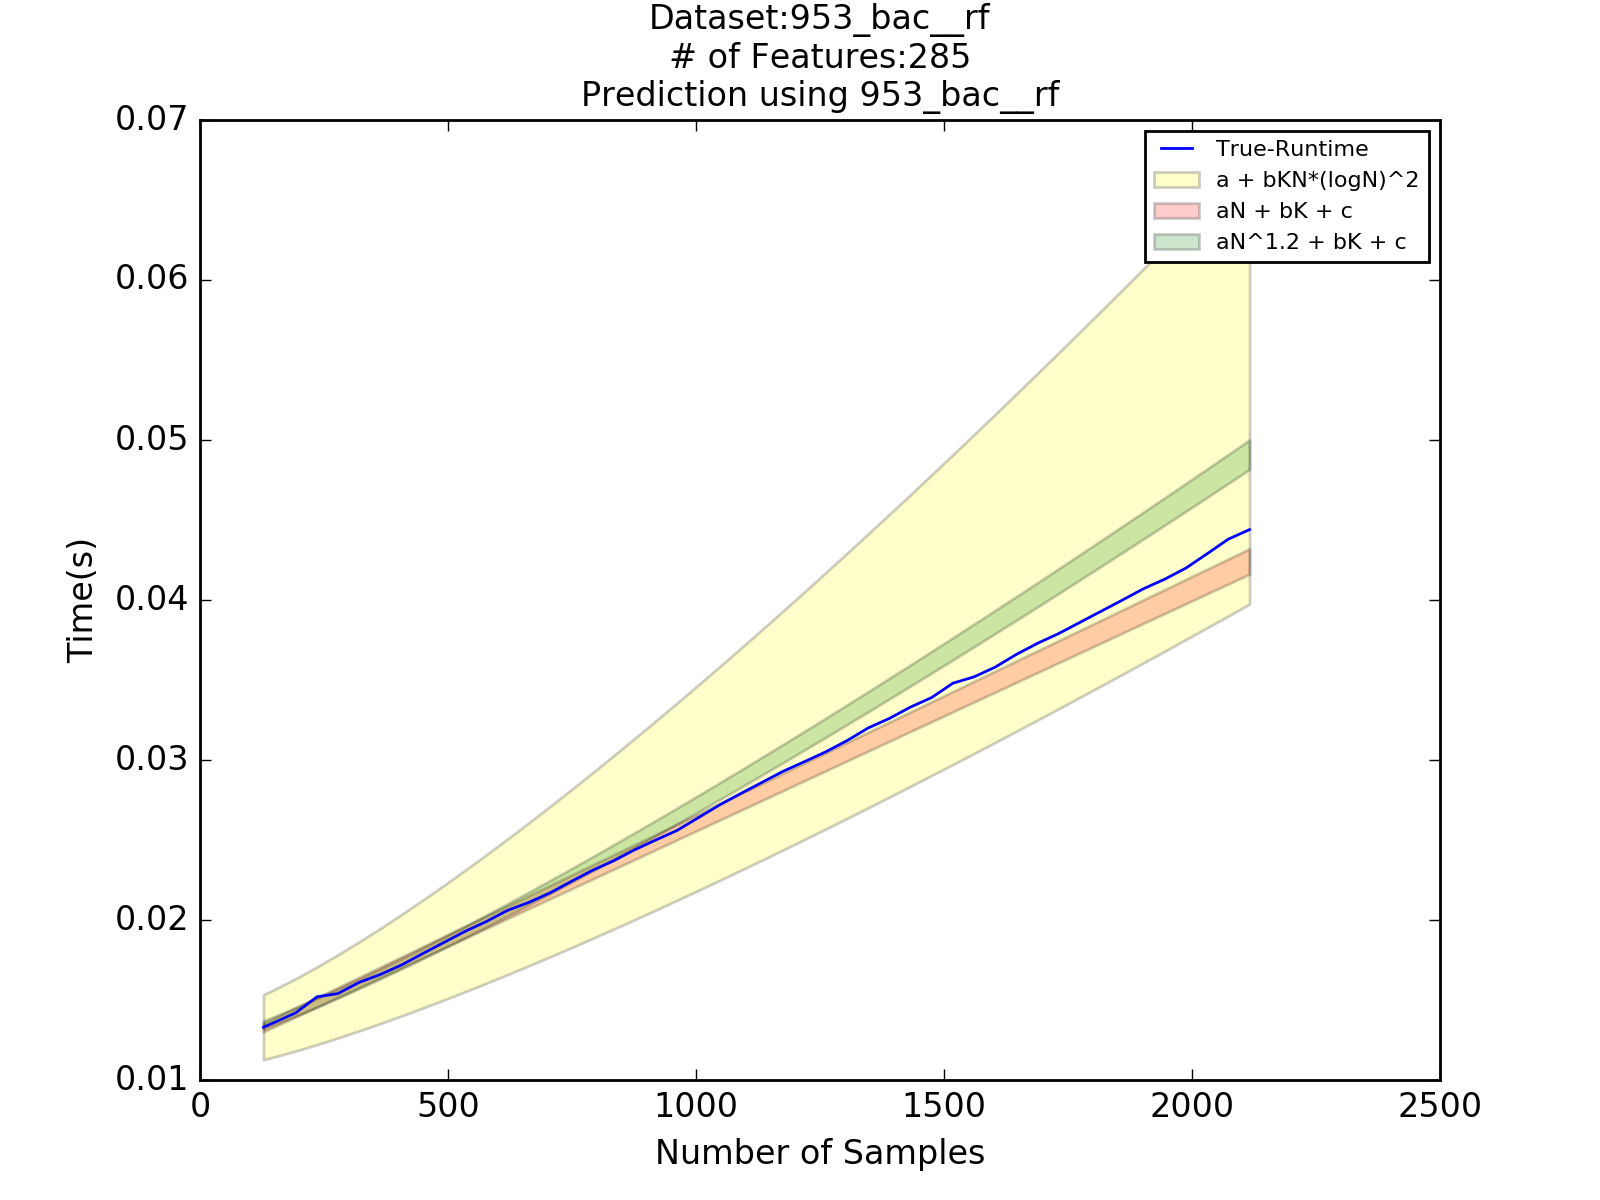 Dataset:953_bac__rf
# of Features:285
Prediction using 953_bac__rf
True-Runtime
a + bKN*(logN)^2
aN + bK + c
aN^1.2 + bK + c
0.07
0.06
0.05
0.04
0.03
0.02
0.01
Time(s)
0 500 1000 1500 2000 2500
Number of Samples